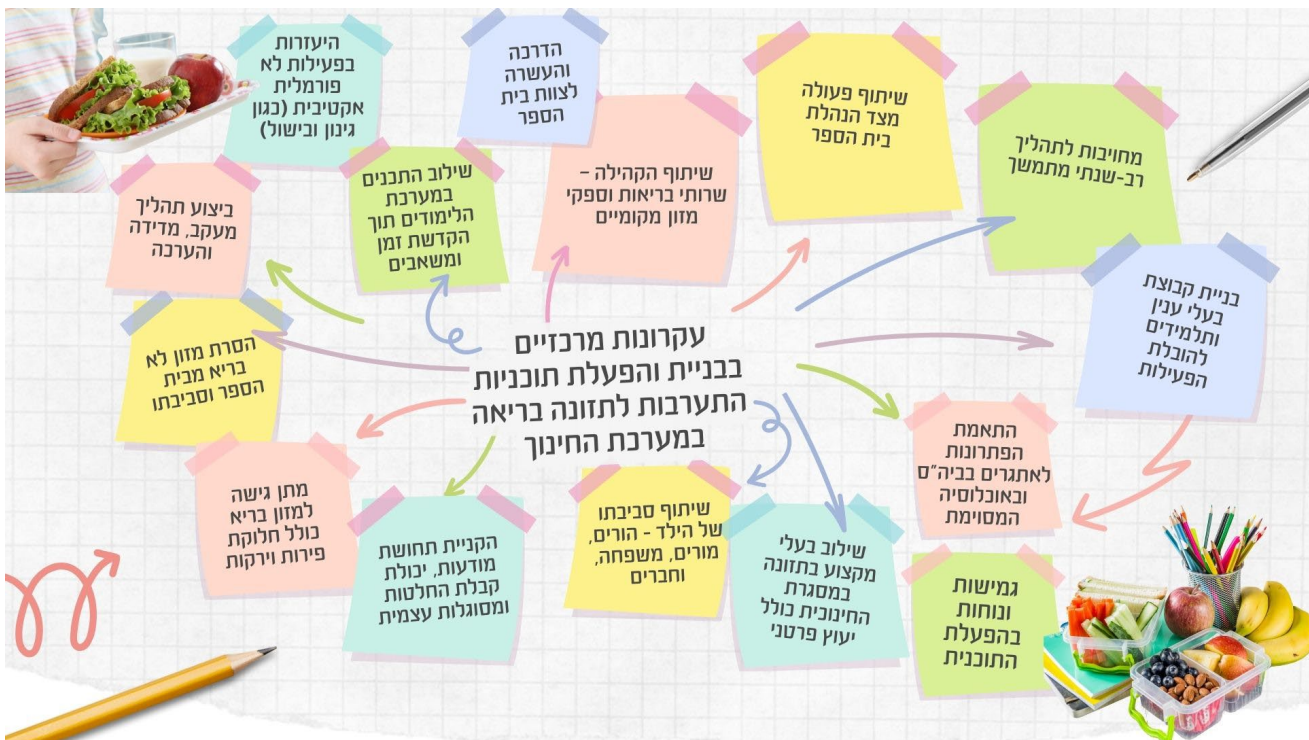 עקרונות מרכזיים
בבניית והפעלת תוכניות
התערבות לתזונה בריאה
במערכת החינוך
מחויבות לתהליך
רב-שנתי מתמשך
שיתוף פעולה
מצד הנהלת
בית הספר
הדרכה
והעשרה
לצוות בית
הספר
היעזרות
בפעילות לא
פורמלית
אקטיבית (כגון
גינון ובישול)
שיתוף הקהילה –
שרותי בריאות וספקי
מזון מקומיים
שילוב התכנים
במערכת
הלימודים תוך
הקדשת זמן
ומשאבים
ביצוע תהליך
מעקב, מדידה
והערכה
בניית קבוצת
בעלי ענין
ותלמידים
להובלת
הפעילות
הסרת מזון לא
בריא מבית
הספר וסביבתו
התאמת
הפתרונות
לאתגרים בביה"ס
ובאוכלוסיה
המסוימת
מתן גישה
למזון בריא
כולל חלוקת
פירות וירקות
גמישות
ונוחות
בהפעלת
התוכנית
שילוב בעלי
מקצוע בתזונה
במסגרת
החינוכית כולל
יעוץ פרטני
שיתוף סביבתו
של הילד - הורים,
מורים, משפחה,
וחברים
הקניית תחושת
מודעות, יכולת
קבלת החלטות
ומסוגלות עצמית